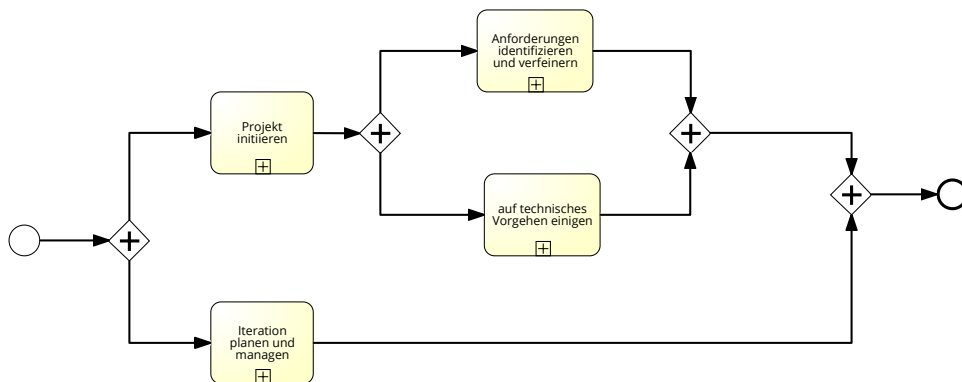 Anforderungen
identifizieren
und verfeinern
Projekt
initiieren
auf technisches
Vorgehen einigen
Iteration
planen und
managen